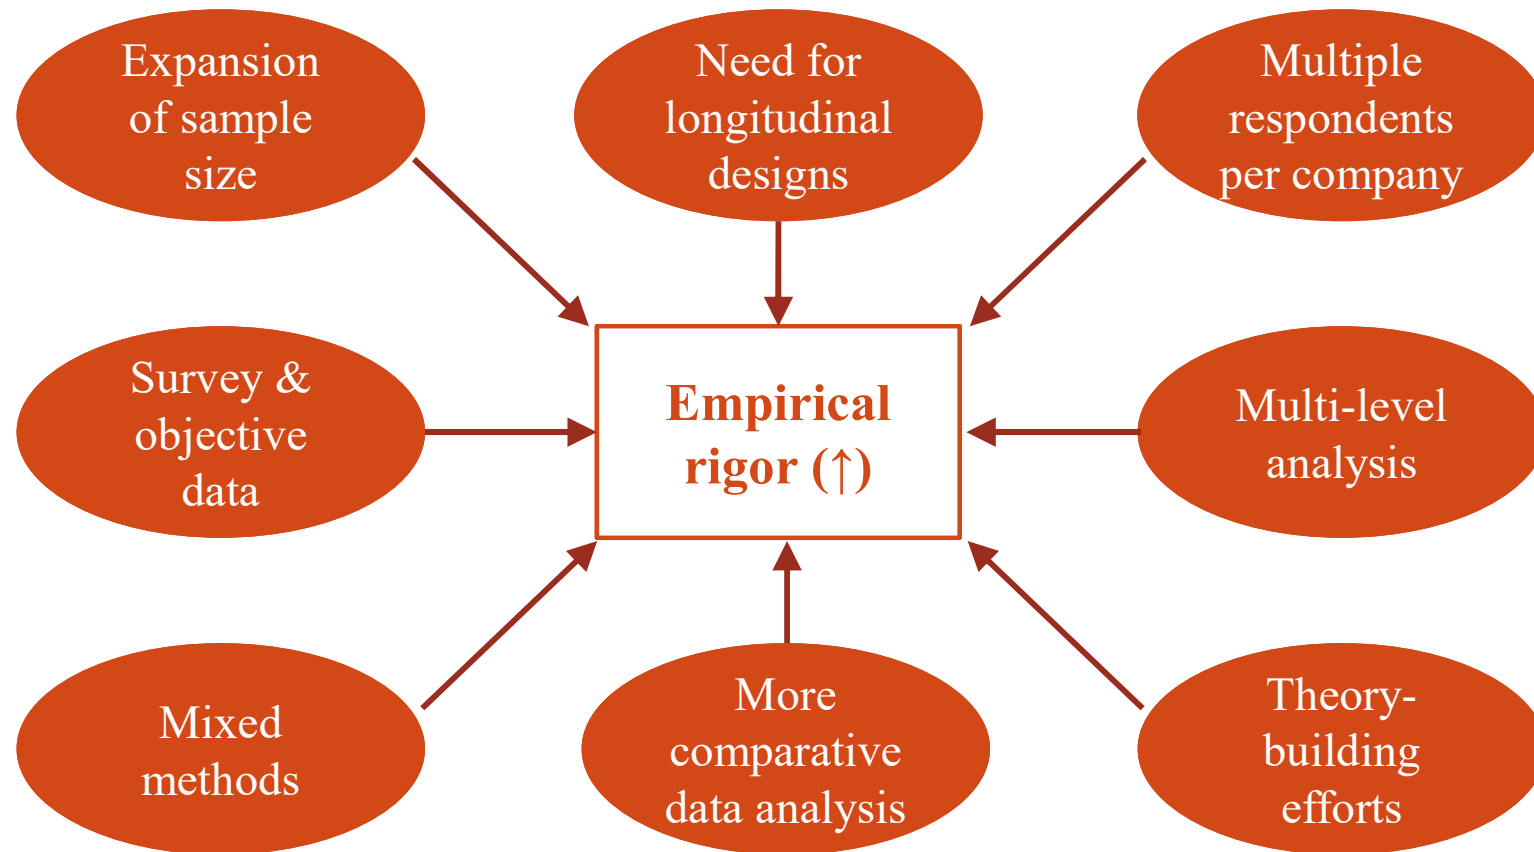 Expansion
of sample
size
Need for
longitudinal
designs
Multiple
respondents
per company
Survey &
objective
data
Empirical
rigor (↑)
Multi-level
analysis
Mixed
methods
More
comparative
data analysis
Theory-
building
efforts